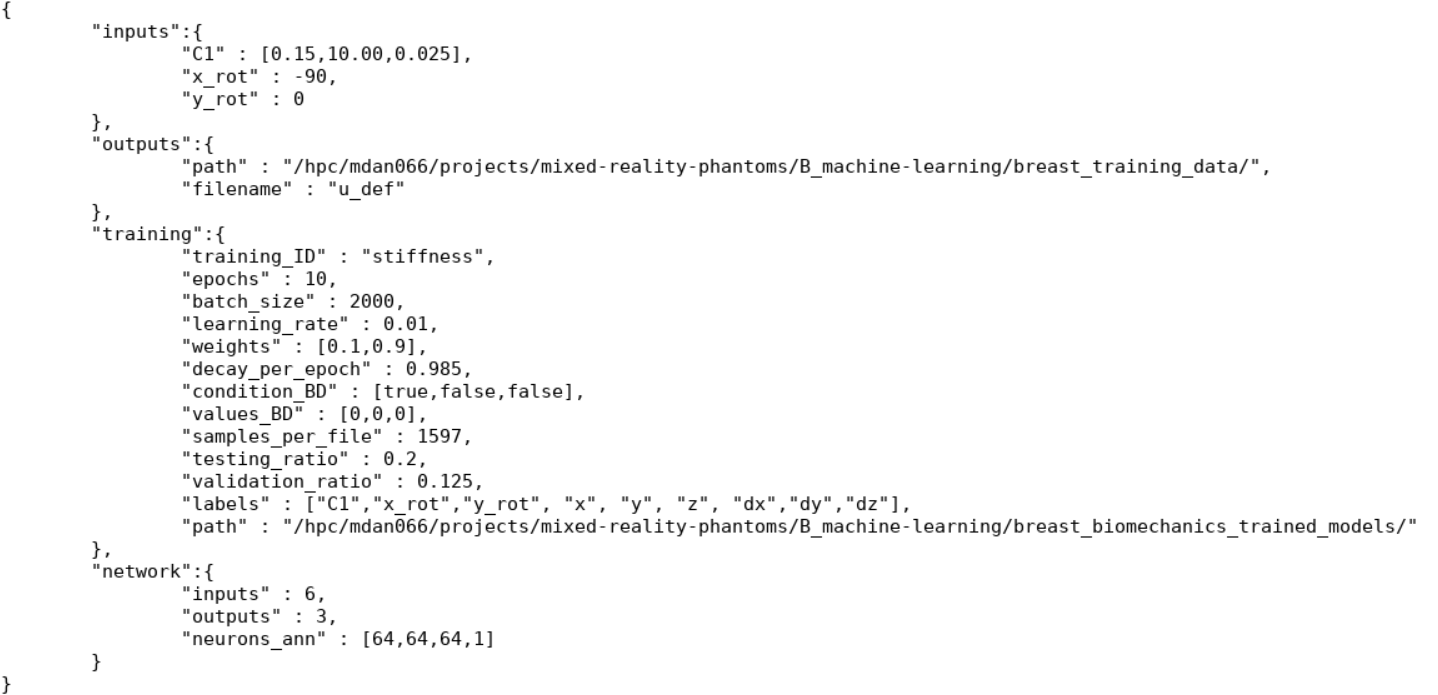 {
	"inputs":{
		"C1" : [0.15,10.00,0.025],
		"x_rot" : -90,
		"y_rot" : 0
	},
	"outputs":{
		"path" : "/hpc/mdan066/projects/mixed-reality-phantoms/B_machine-learning/breast_training_data/",
		"filename" : "u_def"
	},
	"training":{
		"training_ID" : "stiffness",
		"epochs" : 10,
		"batch_size" : 2000,
		"learning_rate" : 0.01,
		"weights" : [0.1,0.9],
		"decay_per_epoch" : 0.985,
		"condition_BD" : [true,false,false],
		"values_BD" : [0,0,0],
		"samples_per_file" : 1597,
		"testing_ratio" : 0.2,
		"validation_ratio" : 0.125,
		"labels" : ["C1","x_rot","y_rot", "x", "y", "z", "dx","dy","dz"],
		"path" : "/hpc/mdan066/projects/mixed-reality-phantoms/B_machine-learning/breast_biomechanics_trained_models/"
	},
	"network":{
		"inputs" : 6,
		"outputs" : 3,
		"neurons_ann" : [64,64,64,1]
	}
}